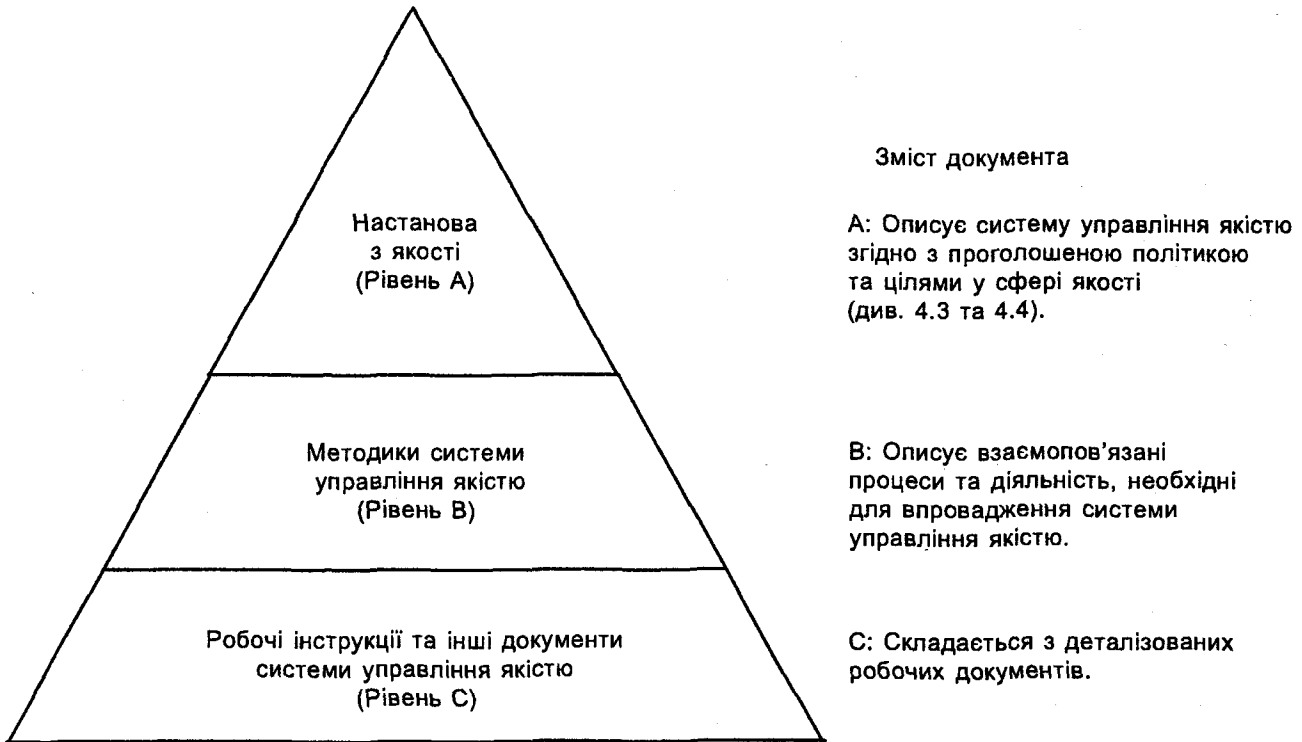 Зміст документа
Настанова
з якості
(Рівень А)
А: Описує систему управління якістю
згідно з проголошеною політикою
та цілями у сфері якості
(див. 4.3 та 4.4).
Методики системи
управління якістю
(Рівень В)
В: Описує взаємопов'язані
процеси та діяльність, необхідні
для впровадження системи
управління якістю.
Робочі інструкції та інші документи
системи управління якістю
(Рівень С)
С: Складається з деталізованих
робочих документів.